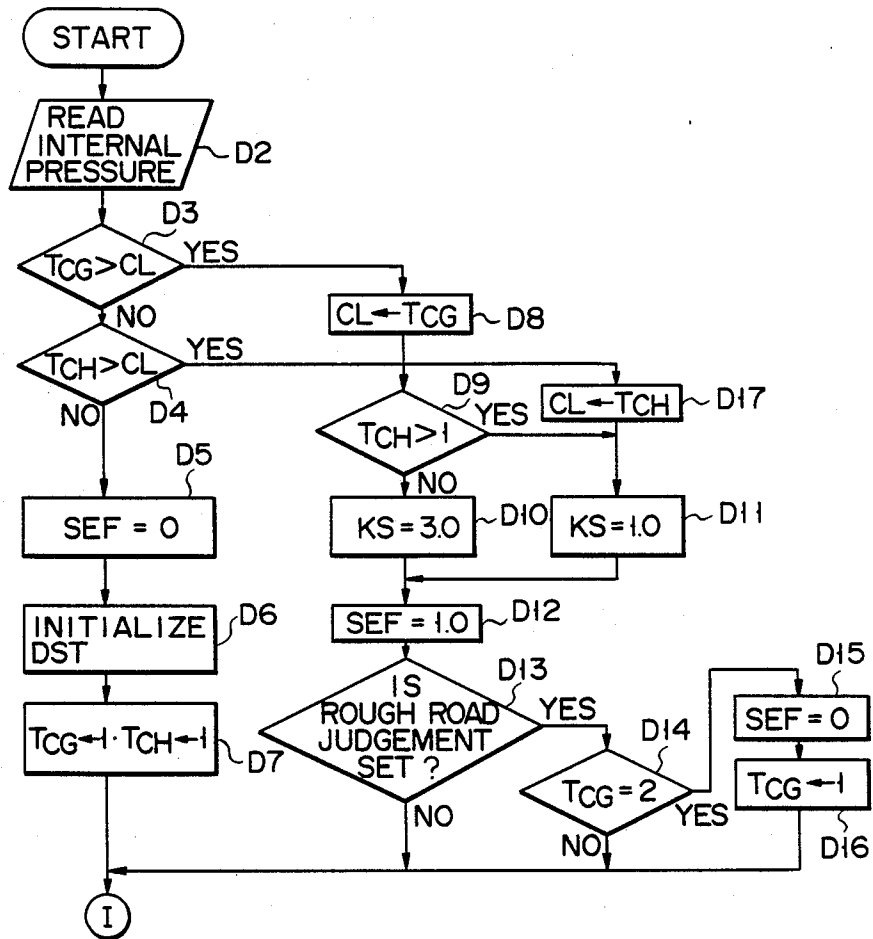 START
READ
INTERNAL
PRESSURE
D2
D3
TCG>CL
YES
NO
CL←TCG
D8
TCH>CL
YES
D4
NO
D9
TCH>1
YES
NO
CL←TCH
D17
D5
SEF = 0
KS=3.0
D10
KS=1.0
D11
D6
INITIALIZE
DST
SEF=1.0
D12
D13
IS
ROUGH ROAD
JUDGEMENT
SET ?
YES
NO
TCG←1·TCH←1
D7
D14
TCG=2
YES
NO
D15
SEF=0
TCG←1
D16
I